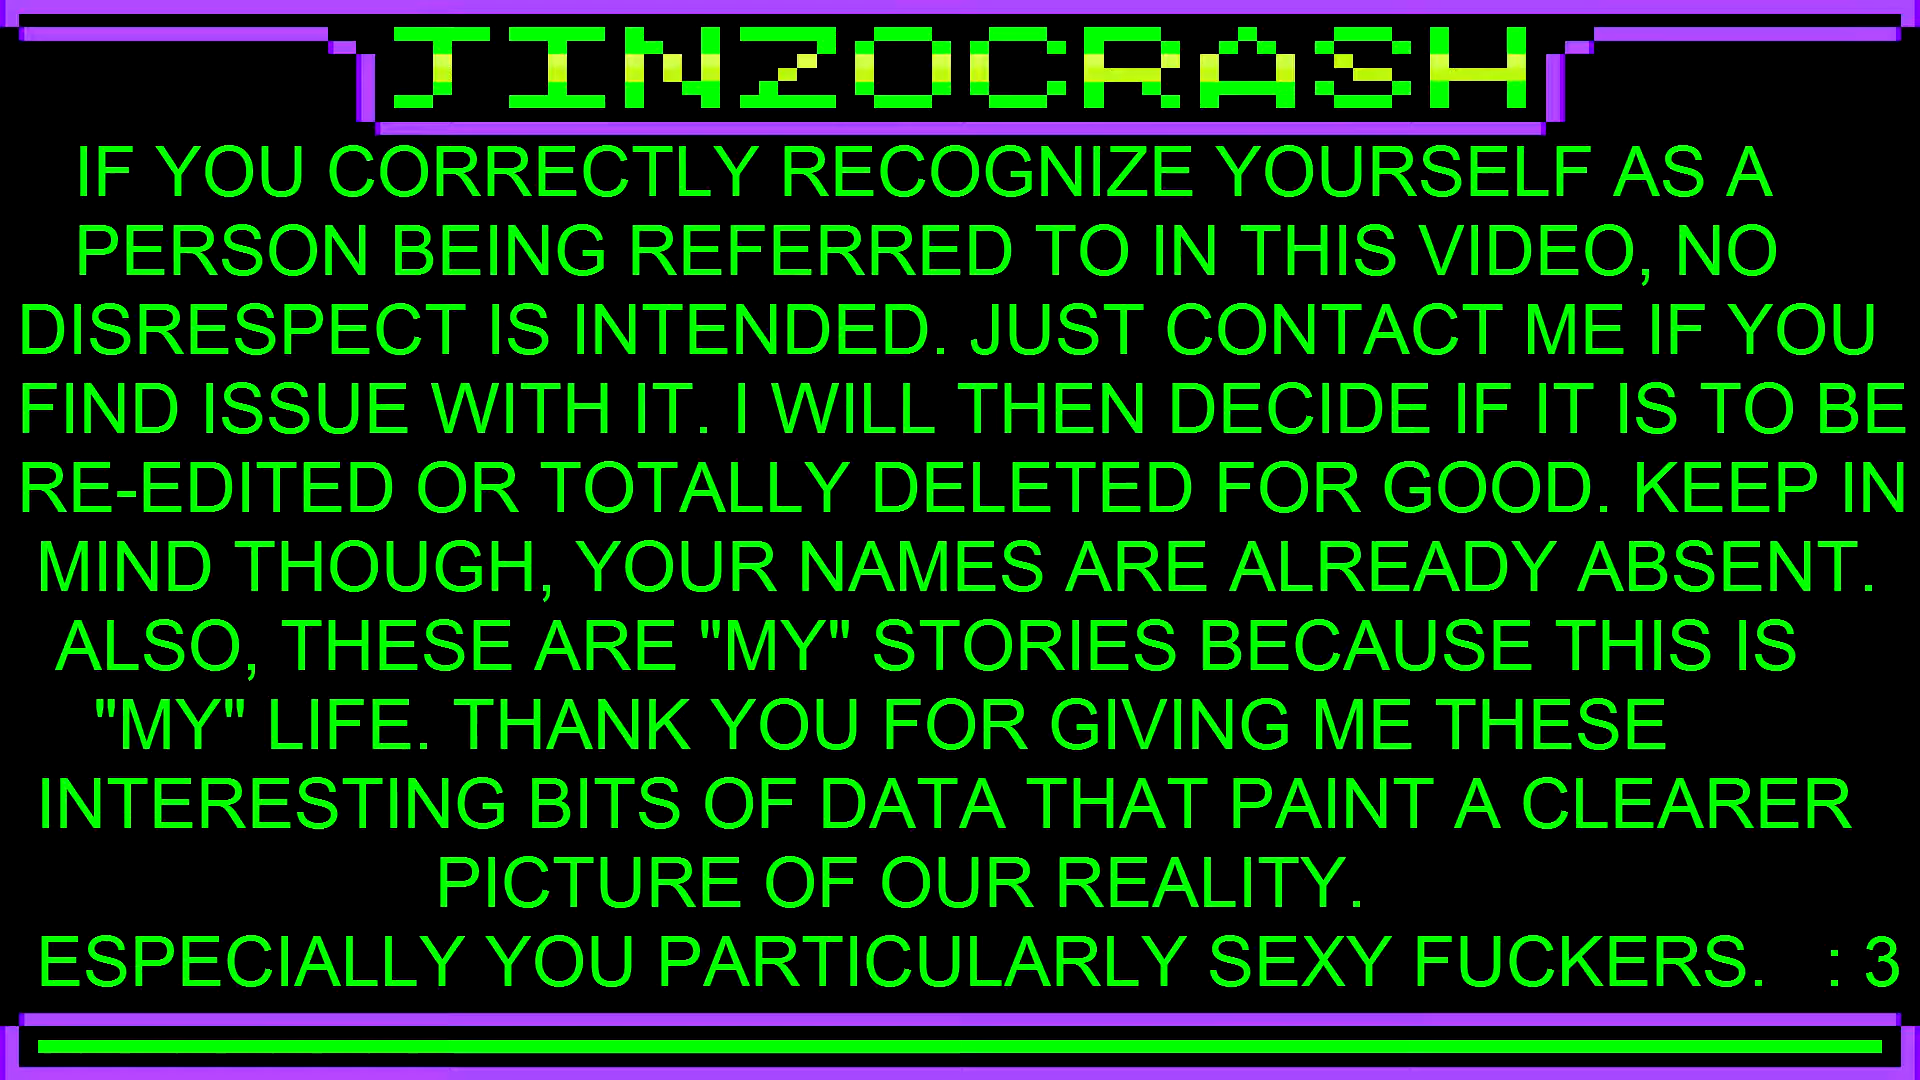 JINZOCRASH
IF YOU CORRECTLY RECOGNIZE YOURSELF AS A
PERSON BEING REFERRED TO IN THIS VIDEO, NO
DISRESPECT IS INTENDED. JUST CONTACT ME IF YOU
FIND ISSUE WITH IT. I WILL THEN DECIDE IF IT IS TO BE
RE-EDITED OR TOTALLY DELETED FOR GOOD. KEEP IN
MIND THOUGH, YOUR NAMES ARE ALREADY ABSENT.
ALSO, THESE ARE "MY" STORIES BECAUSE THIS IS
"MY" LIFE. THANK YOU FOR GIVING ME THESE
INTERESTING BITS OF DATA THAT PAINT A CLEARER
PICTURE OF OUR REALITY.
ESPECIALLY YOU PARTICULARLY SEXY FUCKERS. : 3